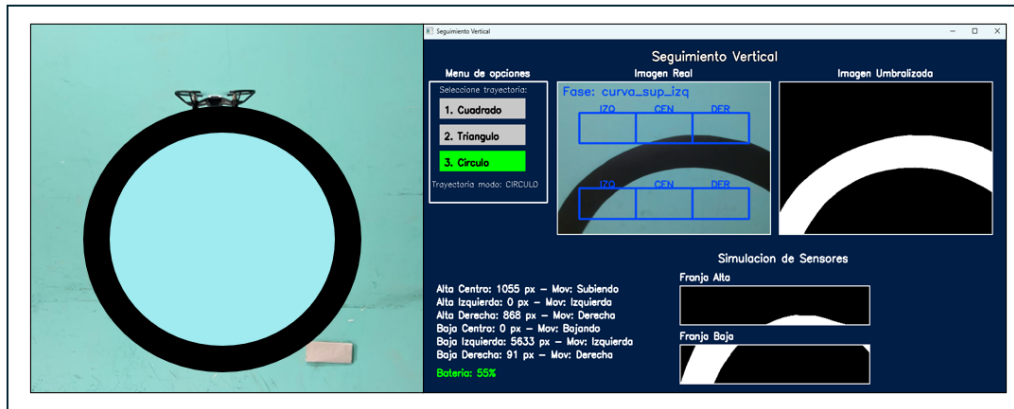 Seguimiento Vertical
Seguimiento Vertical
Menu de opciones
Imagen Real
Imagen Umbralizada
Seleccione trayectoria:
1. Cuadrado
2. Triangulo
3. Circulo
Trayectoria modo: CIRCULO
Fase: curva_sup_izq
IZQ CEN DER
IZQ CEN DER
Simulacion de Sensores
Franja Alta
Franja Baja
Alta Centro: 1055 px - Mov: Subiendo
Alta Izquierda: 0 px - Mov: Izquierda
Alta Derecha: 868 px - Mov: Derecha
Baja Centro: 0 px - Mov: Bajando
Baja Izquierda: 5633 px - Mov: Izquierda
Baja Derecha: 91 px - Mov: Derecha
Bateria: 55%